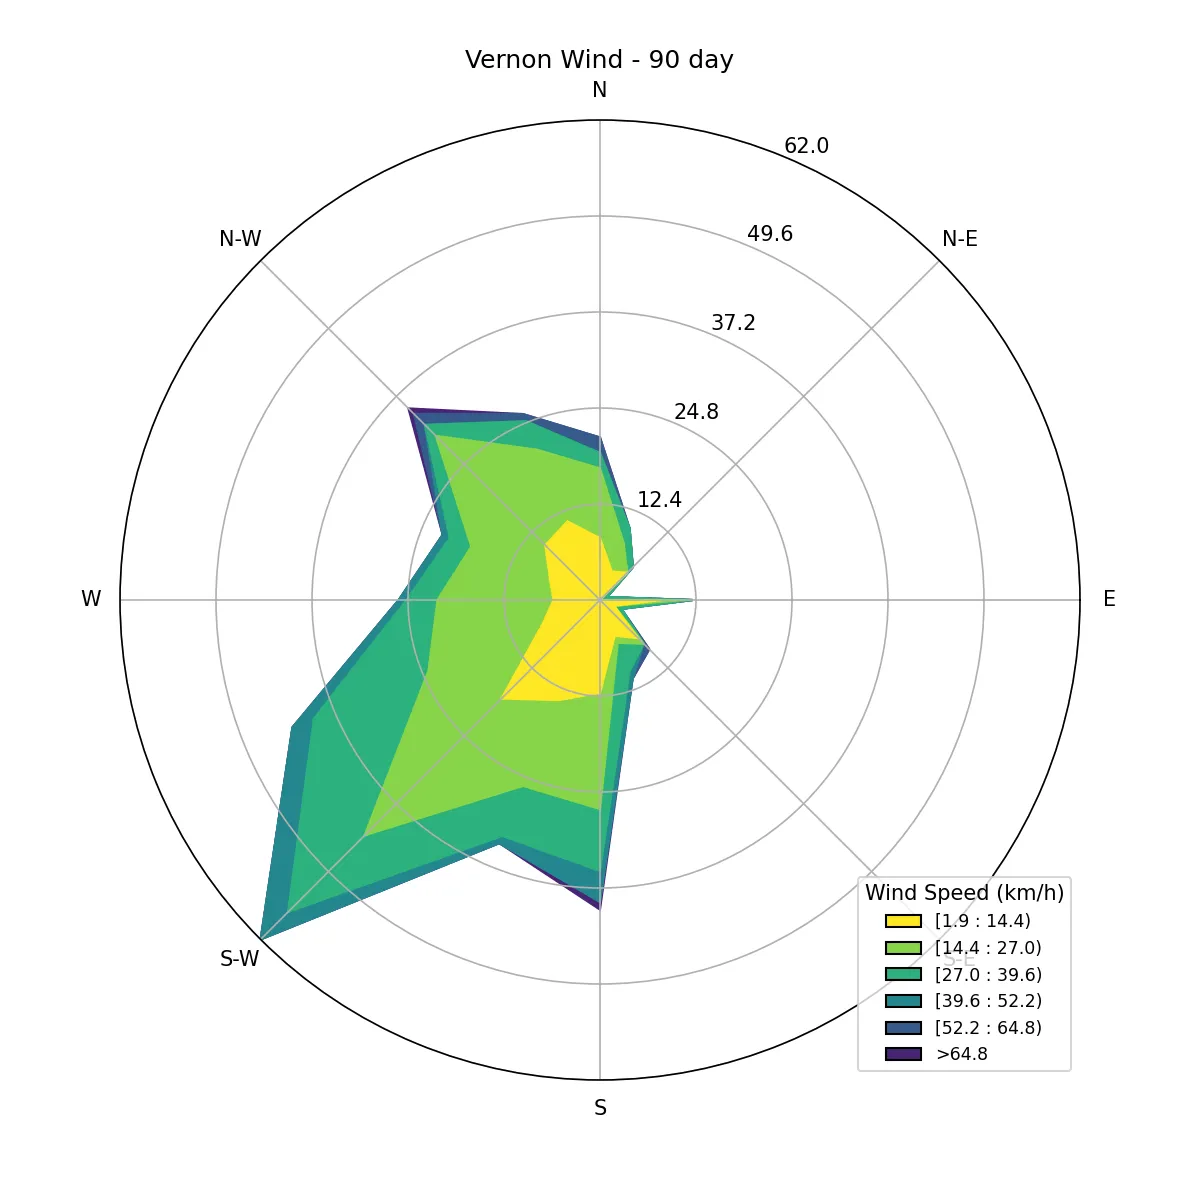 Vernon Wind - 90 day
N
62.0
N-W
49.6
N-E
37.2
24.8
12.4
W
E
S-W
S-E
S
Wind Speed (km/h)
[1.9 : 14.4)
[14.4 : 27.0)
[27.0 : 39.6)
[39.6 : 52.2)
[52.2 : 64.8)
>64.8